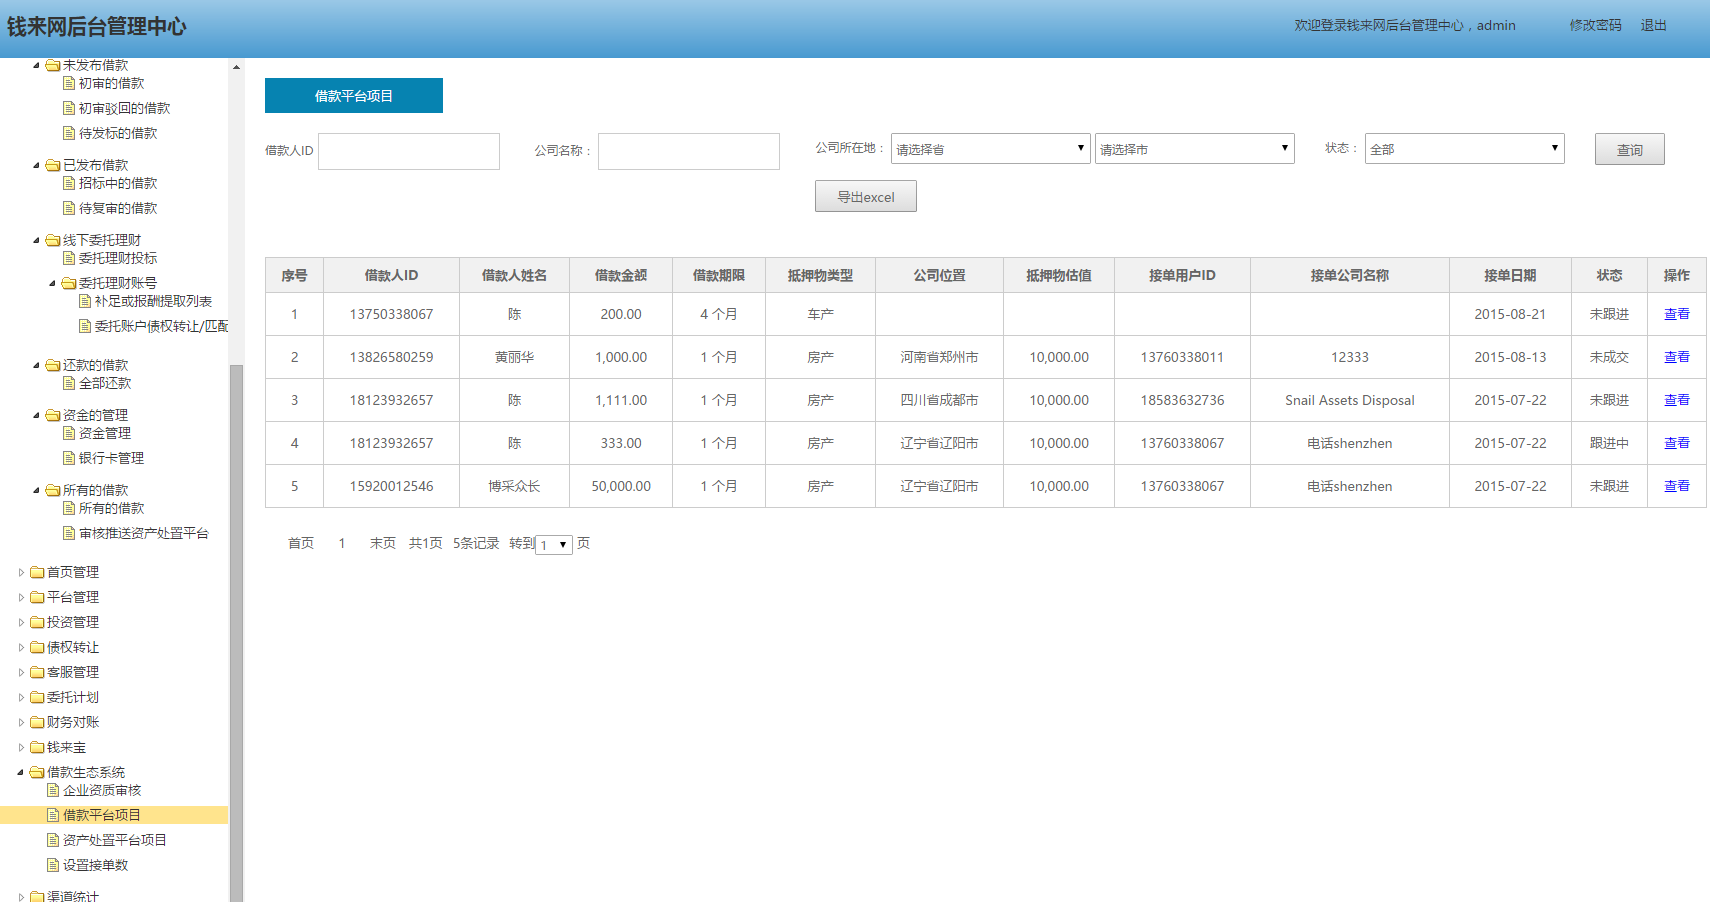 钱来网后台管理中心
欢迎登录钱来网后台管理中心，admin 修改密码 退出
未发布借款
初审的借款
初审驳回的借款
待发标的借款
已发布借款
招标中的借款
待复审的借款
线下委托理财
委托理财投标
委托理财账号
补足或报酬提取列表
委托账户债权转让/匹配
还款的借款
全部还款
资金的管理
资金管理
银行卡管理
所有的借款
所有的借款
审核推送资产处置平台
首页管理
平台管理
投资管理
债权转让
客服管理
委托计划
财务对账
钱来宝
借款生态系统
企业资质审核
借款平台项目
资产处置平台项目
设置接单数
渠道统计
借款平台项目
借款人ID 公司名称： 公司所在地： 请选择省 请选择市 状态： 全部 查询
导出excel
序号 借款人ID 借款人姓名 借款金额 借款期限 抵押物类型 公司位置 抵押物估值 接单用户ID 接单公司名称 接单日期 状态 操作
1 13750338067 陈 200.00 4 个月 车产 2015-08-21 未跟进 查看
2 13826580259 黄丽华 1,000.00 1 个月 房产 河南省郑州市 10,000.00 13760338011 12333 2015-08-13 未成交 查看
3 18123932657 陈 1,111.00 1 个月 房产 四川省成都市 10,000.00 18583632736 Snail Assets Disposal 2015-07-22 未跟进 查看
4 18123932657 陈 333.00 1 个月 房产 辽宁省辽阳市 10,000.00 13760338067 电话shenzhen 2015-07-22 跟进中 查看
5 15920012546 博采众长 50,000.00 1 个月 房产 辽宁省辽阳市 10,000.00 13760338067 电话shenzhen 2015-07-22 未跟进 查看
首页 1 末页 共1页 5条记录 转到 1 页